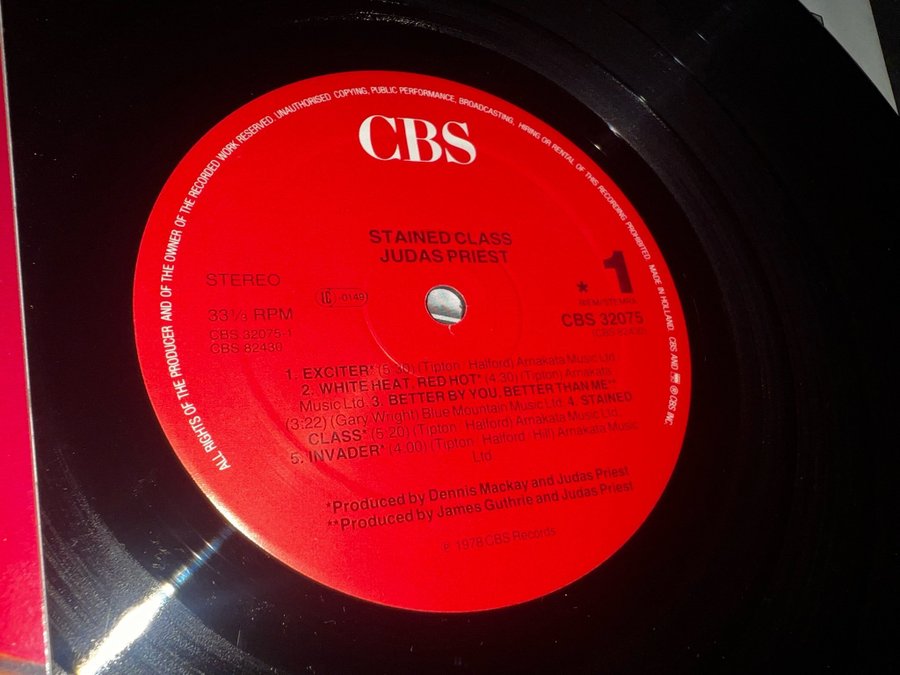 ALL RIGHTS OF THE PRODUCER AND OF THE OWNER OF THE RECORDED WORK RESERVED. UNAUTHORISED COPYING, PUBLIC PERFORMANCE, BROADCASTING, HIRING OR RENTAL OF THIS RECORDING PROHIBITED. MADE IN HOLLAND. CBS AND ℗ CBS INC.
CBS
STAINED CLASS
JUDAS PRIEST
STEREO
LC 0149
★ 1
33⅓ RPM
CBS 32075-1
CBS 82430
CBS 32075
1. EXCITER* (5:30) (Tipton - Halford) Arnakata Music Ltd.
2. WHITE HEAT, RED HOT* (4:30) (Tipton) Arnakata
Music Ltd. 3. BETTER BY YOU, BETTER THAN ME**
(3:22) (Gary Wright) Blue Mountain Music Ltd. 4. STAINED
CLASS* (5:20) (Tipton - Halford) Arnakata Music Ltd.
5. INVADER* (4:00) (Tipton - Halford - Hill) Arnakata Music
Ltd.
*Produced by Dennis Mackay and Judas Priest
**Produced by James Guthrie and Judas Priest
℗ 1978 CBS Records